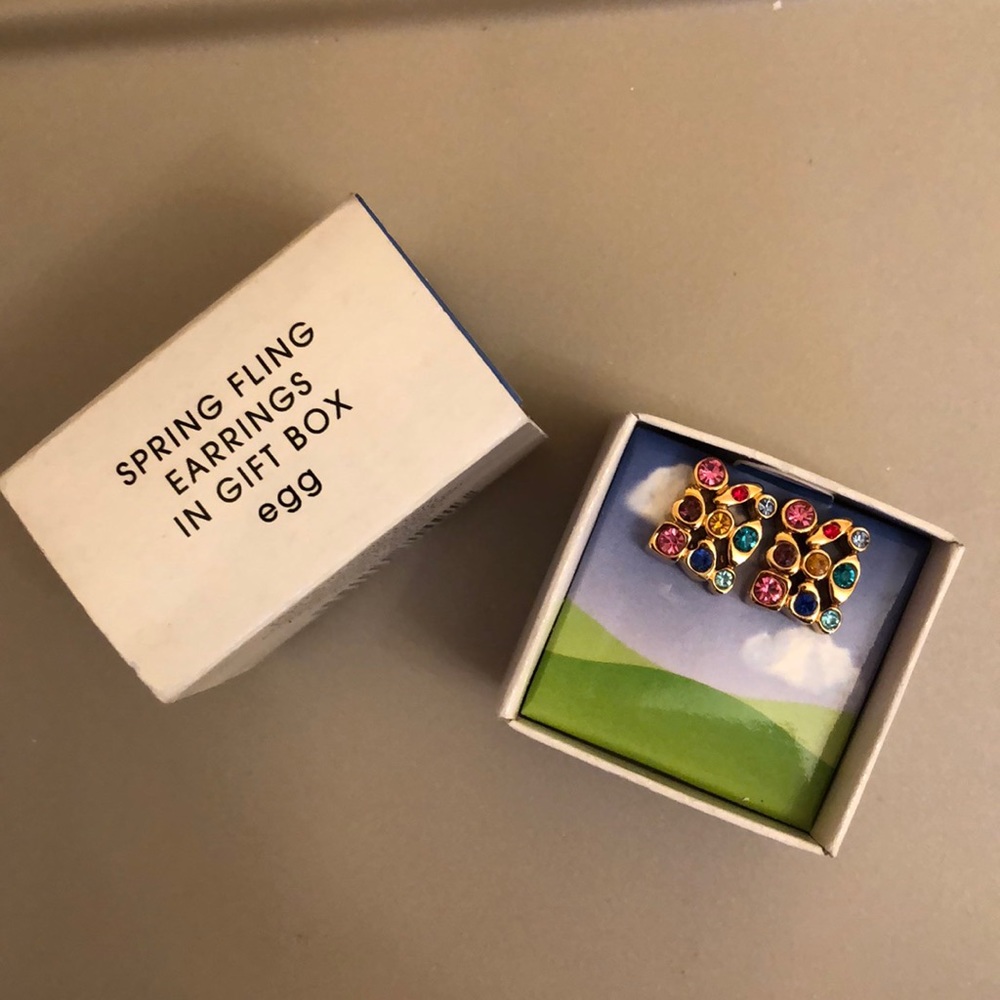 SPRING FLING
EARRINGS
IN GIFT BOX
egg